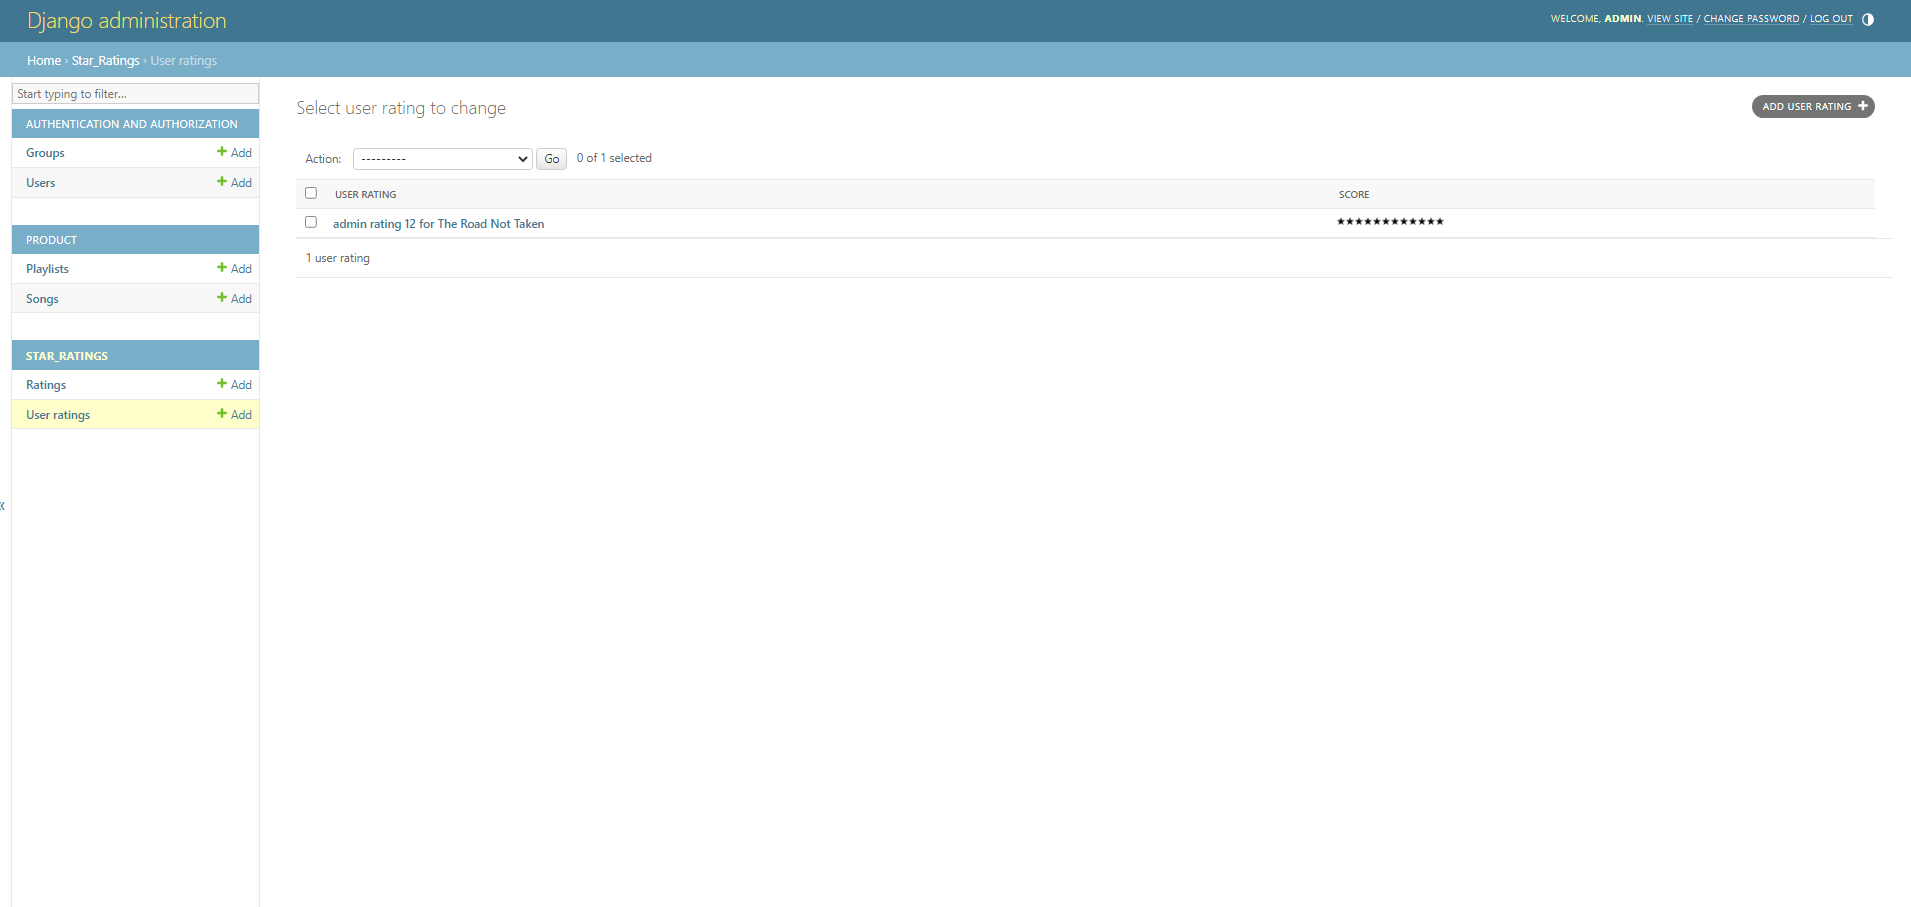 Django administration
WELCOME, ADMIN. VIEW SITE / CHANGE PASSWORD / LOG OUT
Home › Star_Ratings › User ratings
Start typing to filter...
AUTHENTICATION AND AUTHORIZATION
Groups + Add
Users + Add
PRODUCT
Playlists + Add
Songs + Add
STAR_RATINGS
Ratings + Add
User ratings + Add
«
Select user rating to change
ADD USER RATING +
Action: --------- Go 0 of 1 selected
USER RATING SCORE
admin rating 12 for The Road Not Taken ★★★★★★★★★★★★
1 user rating